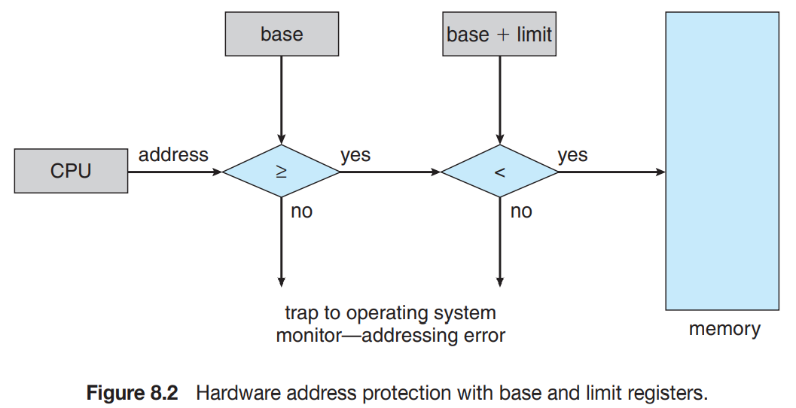 base
base + limit
CPU
address
≥
yes
<
yes
no
no
trap to operating system
monitor—addressing error
memory
Figure 8.2 Hardware address protection with base and limit registers.